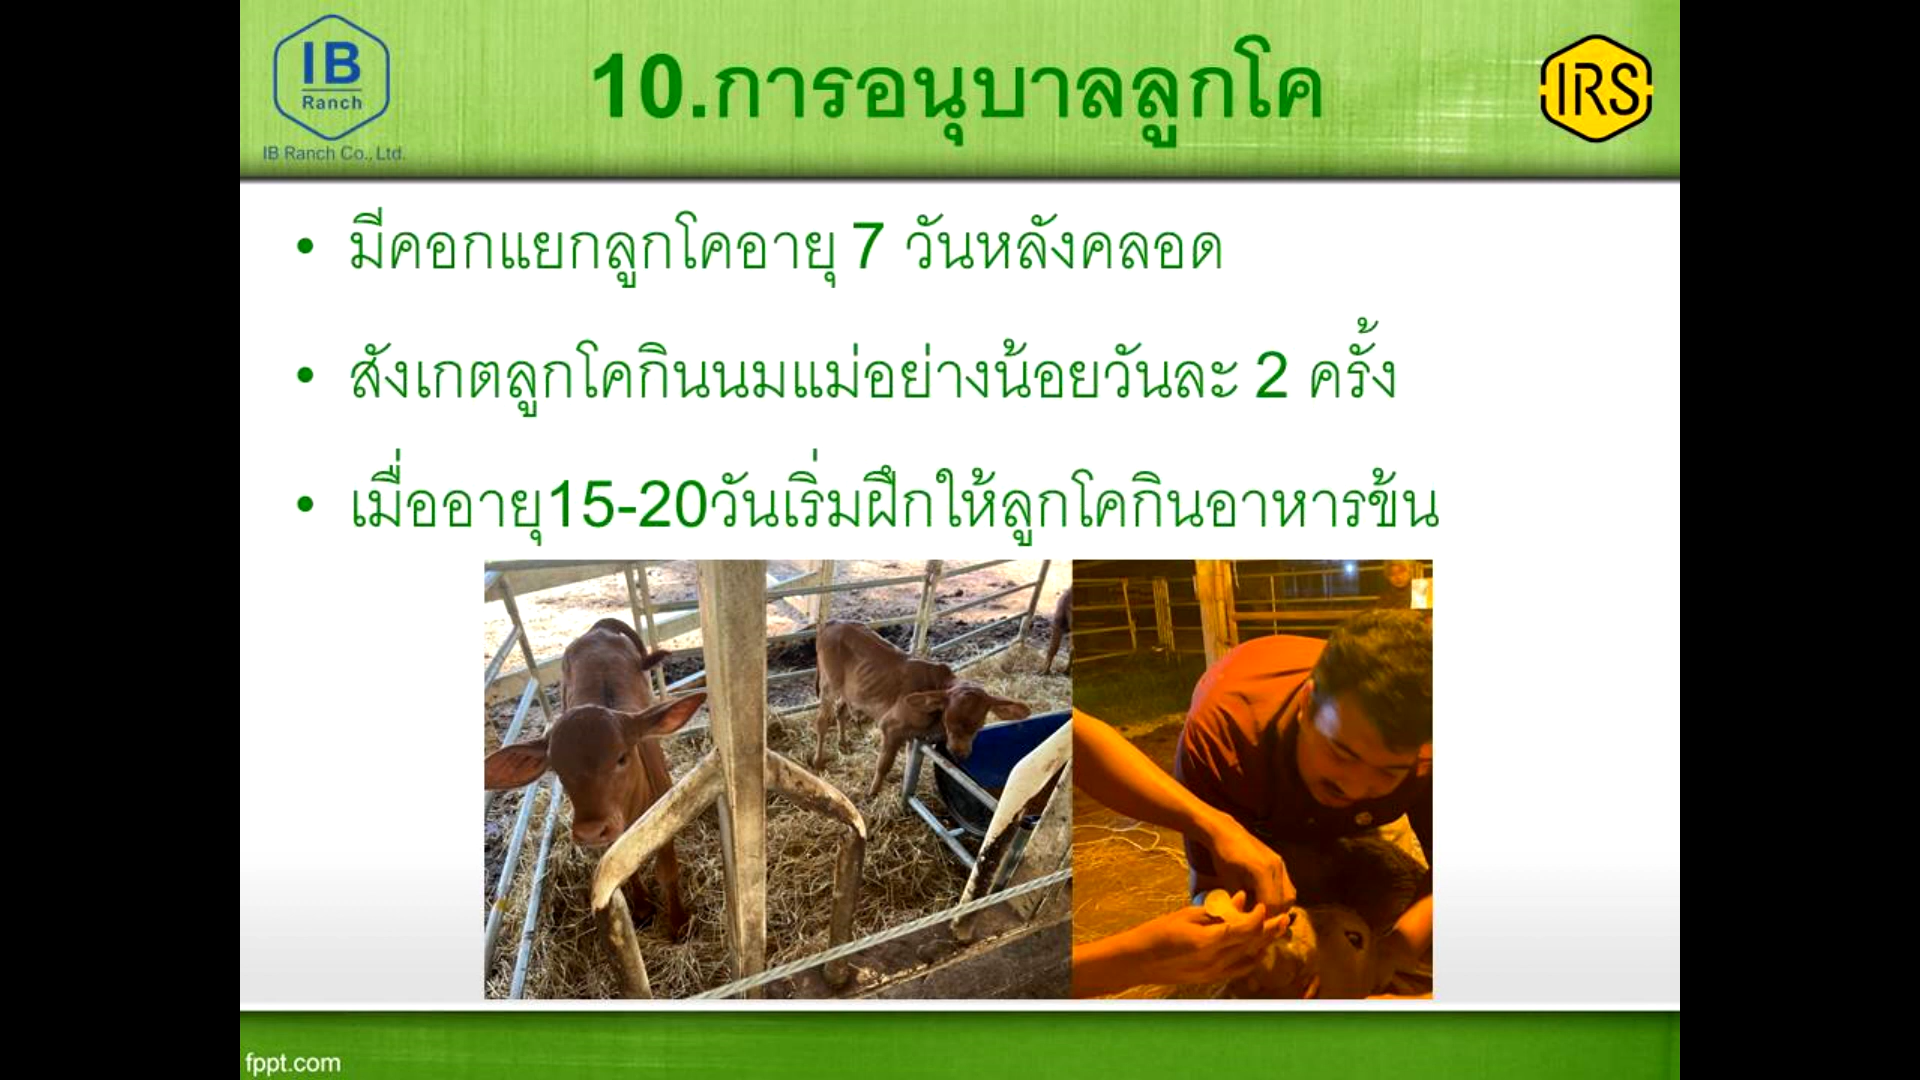 IB
Ranch
IB Ranch Co., Ltd.
10.การอนุบาลลูกโค
IRS
• มีคอกแยกลูกโคอายุ 7 วันหลังคลอด
• สังเกตลูกโคกินนมแม่อย่างน้อยวันละ 2 ครั้ง
• เมื่ออายุ15-20วันเริ่มฝึกให้ลูกโคกินอาหารข้น
fppt.com